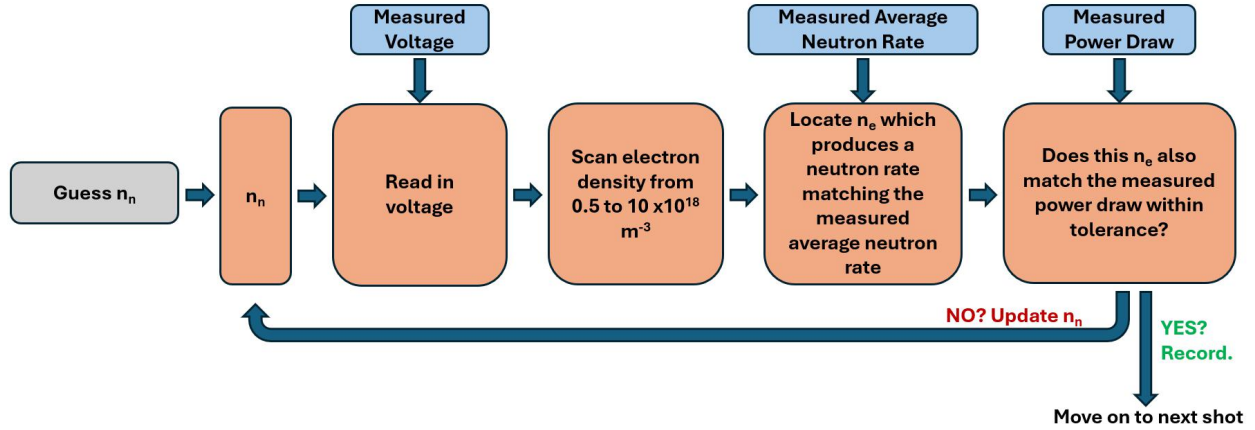 Measured
Voltage
Measured Average
Neutron Rate
Measured
Power Draw
Guess nₙ
nₙ
Read in
voltage
Scan electron
density from
0.5 to 10 x10¹⁸
m⁻³
Locate nₑ which
produces a
neutron rate
matching the
measured
average neutron
rate
Does this nₑ also
match the measured
power draw within
tolerance?
NO? Update nₙ
YES?
Record.
Move on to next shot